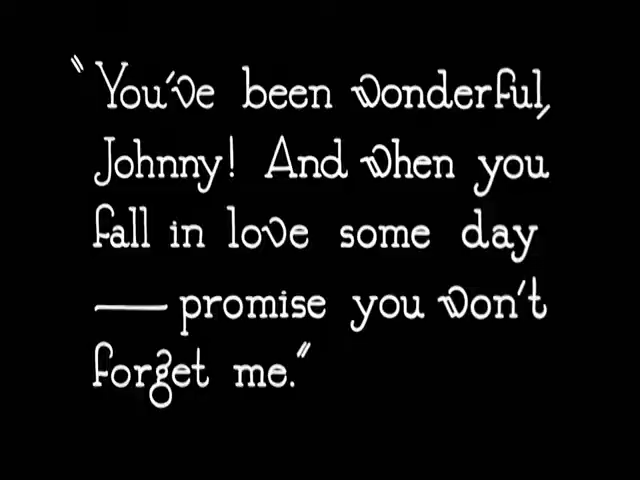 "You've been wonderful,
Johnny! And when you
fall in love some day
— promise you won't
forget me."